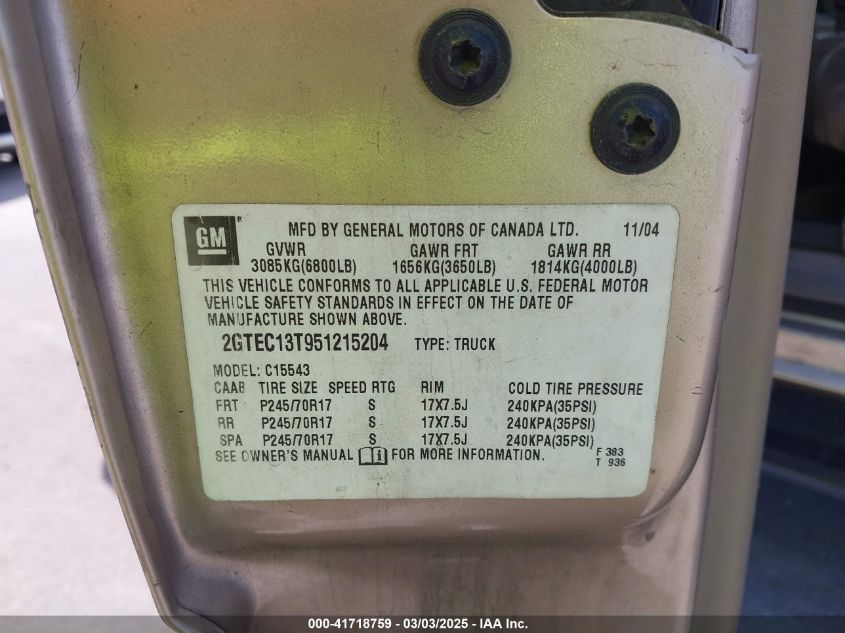 GM® MFD BY GENERAL MOTORS OF CANADA LTD. 11/04
GVWR GAWR FRT GAWR RR
3085KG(6800LB) 1656KG(3650LB) 1814KG(4000LB)
THIS VEHICLE CONFORMS TO ALL APPLICABLE U.S. FEDERAL MOTOR
VEHICLE SAFETY STANDARDS IN EFFECT ON THE DATE OF
MANUFACTURE SHOWN ABOVE.
2GTEC13T951215204 TYPE: TRUCK
MODEL: C15543
CAAB TIRE SIZE SPEED RTG RIM COLD TIRE PRESSURE
FRT P245/70R17 S 17X7.5J 240KPA(35PSI)
RR P245/70R17 S 17X7.5J 240KPA(35PSI)
SPA P245/70R17 S 17X7.5J 240KPA(35PSI)
SEE OWNER'S MANUAL FOR MORE INFORMATION.
F 383
T 936
000-41718759 — 03/03/2025 — IAA Inc.